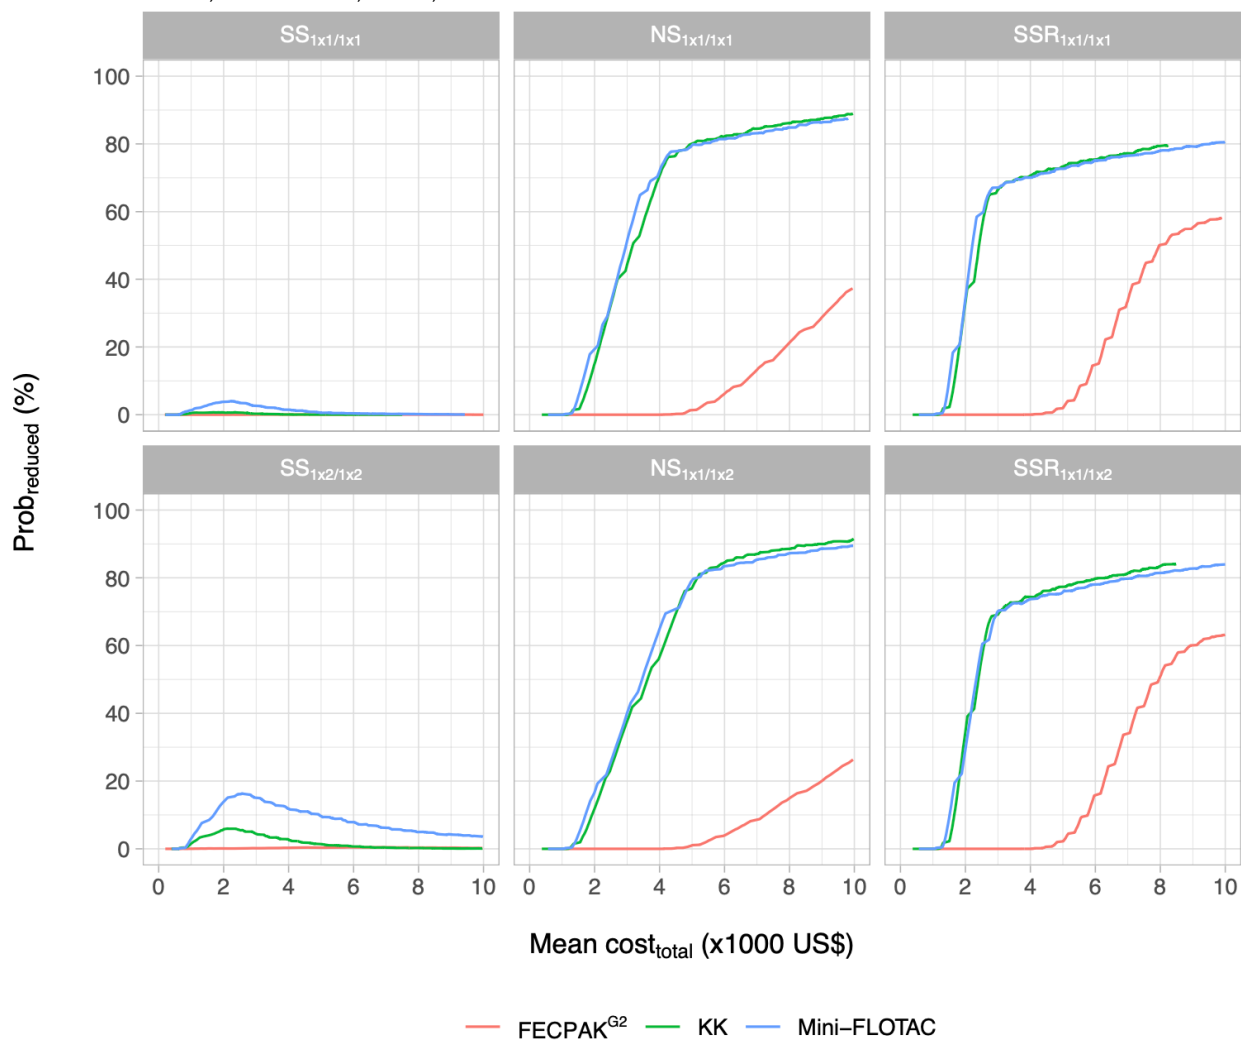 SS1x1/1x1 NS1x1/1x1 SSR1x1/1x1
100
80
60
40
20
0
SS1x2/1x2 NS1x1/1x2 SSR1x1/1x2
100
80
60
40
20
0
0 2 4 6 8 10 0 2 4 6 8 10 0 2 4 6 8 10
Probreduced (%)
Mean costtotal (x1000 US$)
FECPAKG2 KK Mini−FLOTAC